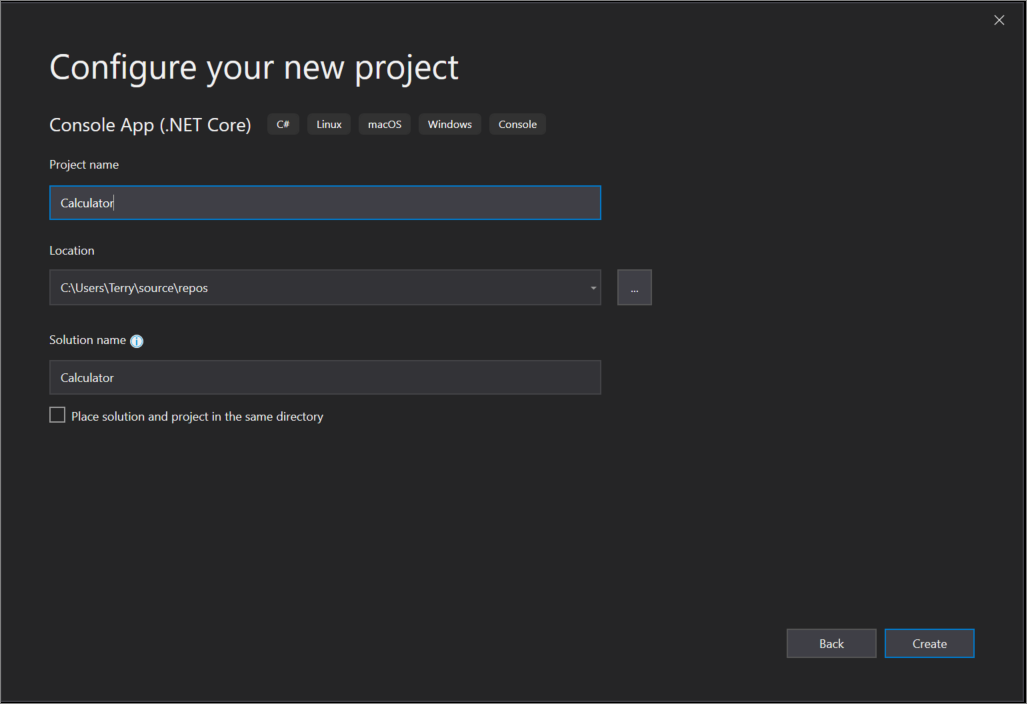 Configure your new project
Console App (.NET Core) C# Linux macOS Windows Console
Project name
Calculator
Location
C:\Users\Terry\source\repos
...
Solution name
Calculator
Place solution and project in the same directory
Back Create